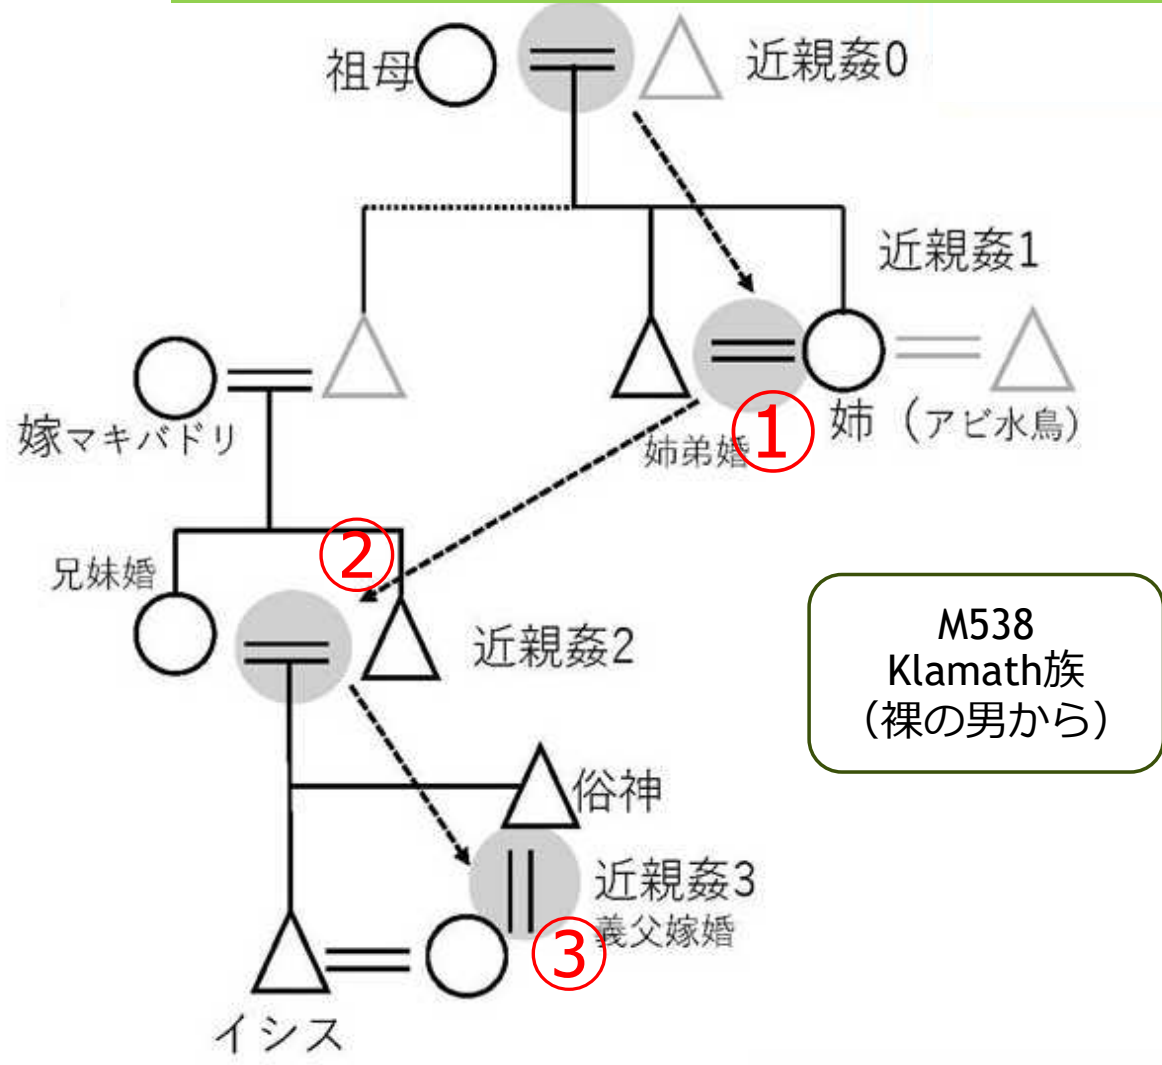 祖母
近親姦0
近親姦1
嫁マキバドリ
姉弟婚
①
姉（アビ水鳥）
兄妹婚
②
近親姦2
M538
Klamath族
（裸の男から）
俗神
近親姦3
義父嫁婚
③
イシス